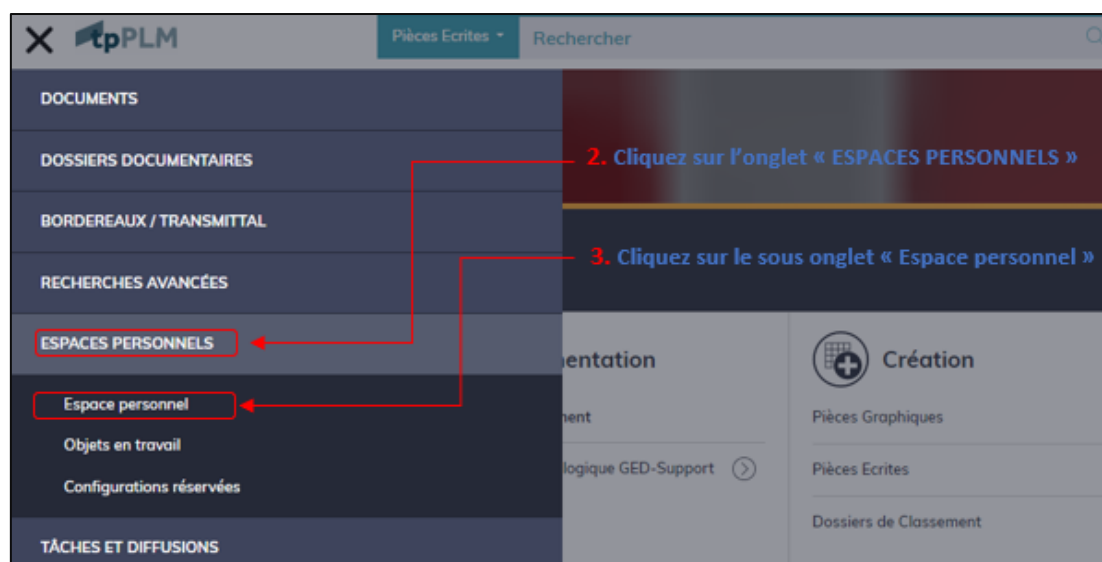 tpPLM
Pièces Ecrites
Rechercher
DOCUMENTS
DOSSIERS DOCUMENTAIRES
2. Cliquez sur l'onglet « ESPACES PERSONNELS »
BORDEREAUX / TRANSMITTAL
3. Cliquez sur le sous onglet « Espace personnel »
RECHERCHES AVANCÉES
ESPACES PERSONNELS
Espace personnel
Objets en travail
Configurations réservées
TÂCHES ET DIFFUSIONS
entation
ment
logique GED-Support
Création
Pièces Graphiques
Pièces Ecrites
Dossiers de Classement